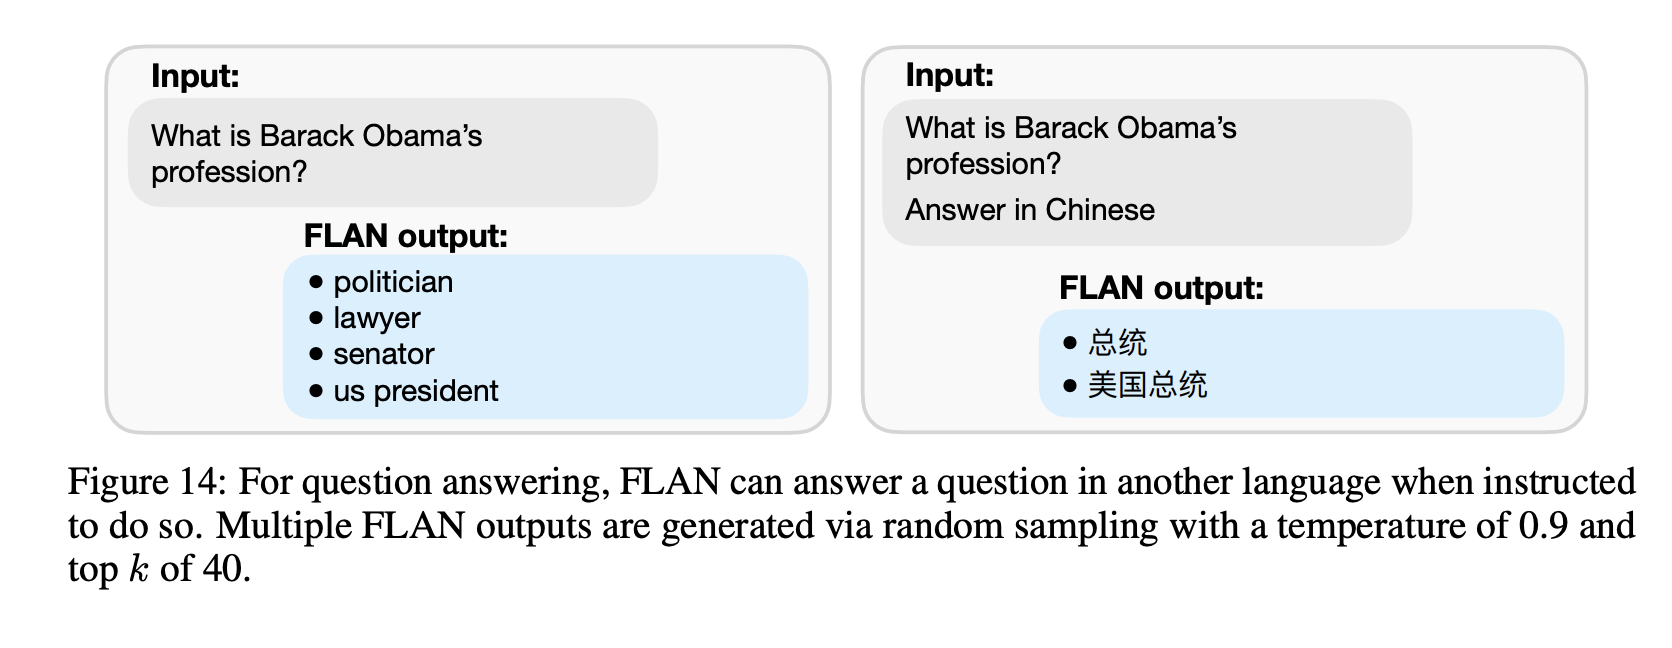 Input:
What is Barack Obama’s
profession?
FLAN output:
• politician
• lawyer
• senator
• us president
Input:
What is Barack Obama’s
profession?
Answer in Chinese
FLAN output:
• 总统
• 美国总统
Figure 14: For question answering, FLAN can answer a question in another language when instructed
to do so. Multiple FLAN outputs are generated via random sampling with a temperature of 0.9 and
top k of 40.